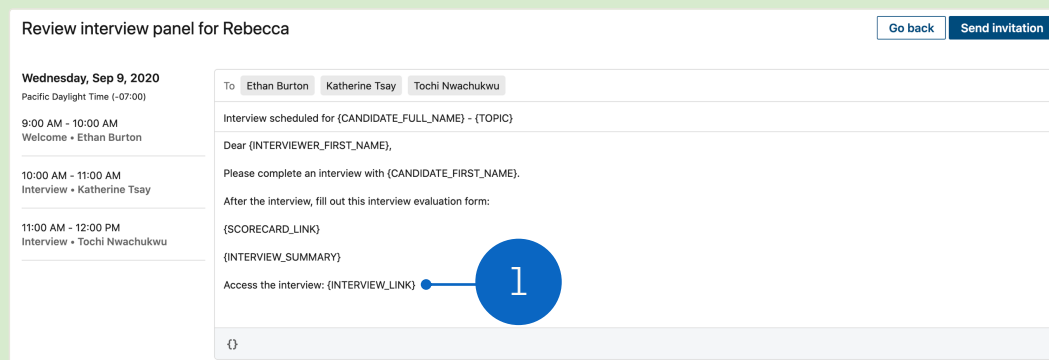 Review interview panel for Rebecca
Go back
Send invitation
Wednesday, Sep 9, 2020
Pacific Daylight Time (-07:00)
9:00 AM - 10:00 AM
Welcome • Ethan Burton
10:00 AM - 11:00 AM
Interview • Katherine Tsay
11:00 AM - 12:00 PM
Interview • Tochi Nwachukwu
To Ethan Burton Katherine Tsay Tochi Nwachukwu
Interview scheduled for {CANDIDATE_FULL_NAME} - {TOPIC}
Dear {INTERVIEWER_FIRST_NAME},
Please complete an interview with {CANDIDATE_FIRST_NAME}.
After the interview, fill out this interview evaluation form:
{SCORECARD_LINK}
{INTERVIEW_SUMMARY}
Access the interview: {INTERVIEW_LINK}
1
{}